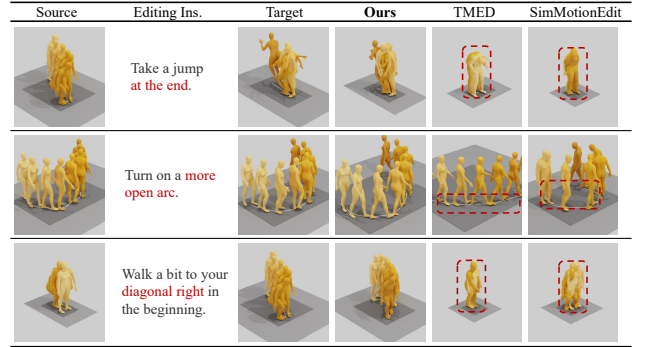 Source Editing Ins. Target Ours TMED SimMotionEdit
Take a jump
at the end.
Turn on a more
open arc.
Walk a bit to your
diagonal right in
the beginning.